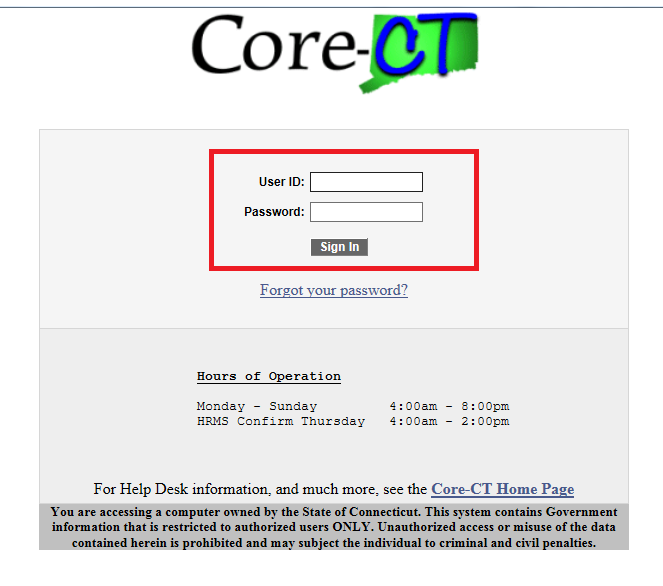 Core-CT
User ID:
Password:
Sign In
Forgot your password?
Hours of Operation
Monday - Sunday 4:00am - 8:00pm
HRMS Confirm Thursday 4:00am - 2:00pm
For Help Desk information, and much more, see the Core-CT Home Page
You are accessing a computer owned by the State of Connecticut. This system contains Government
information that is restricted to authorized users ONLY. Unauthorized access or misuse of the data
contained herein is prohibited and may subject the individual to criminal and civil penalties.